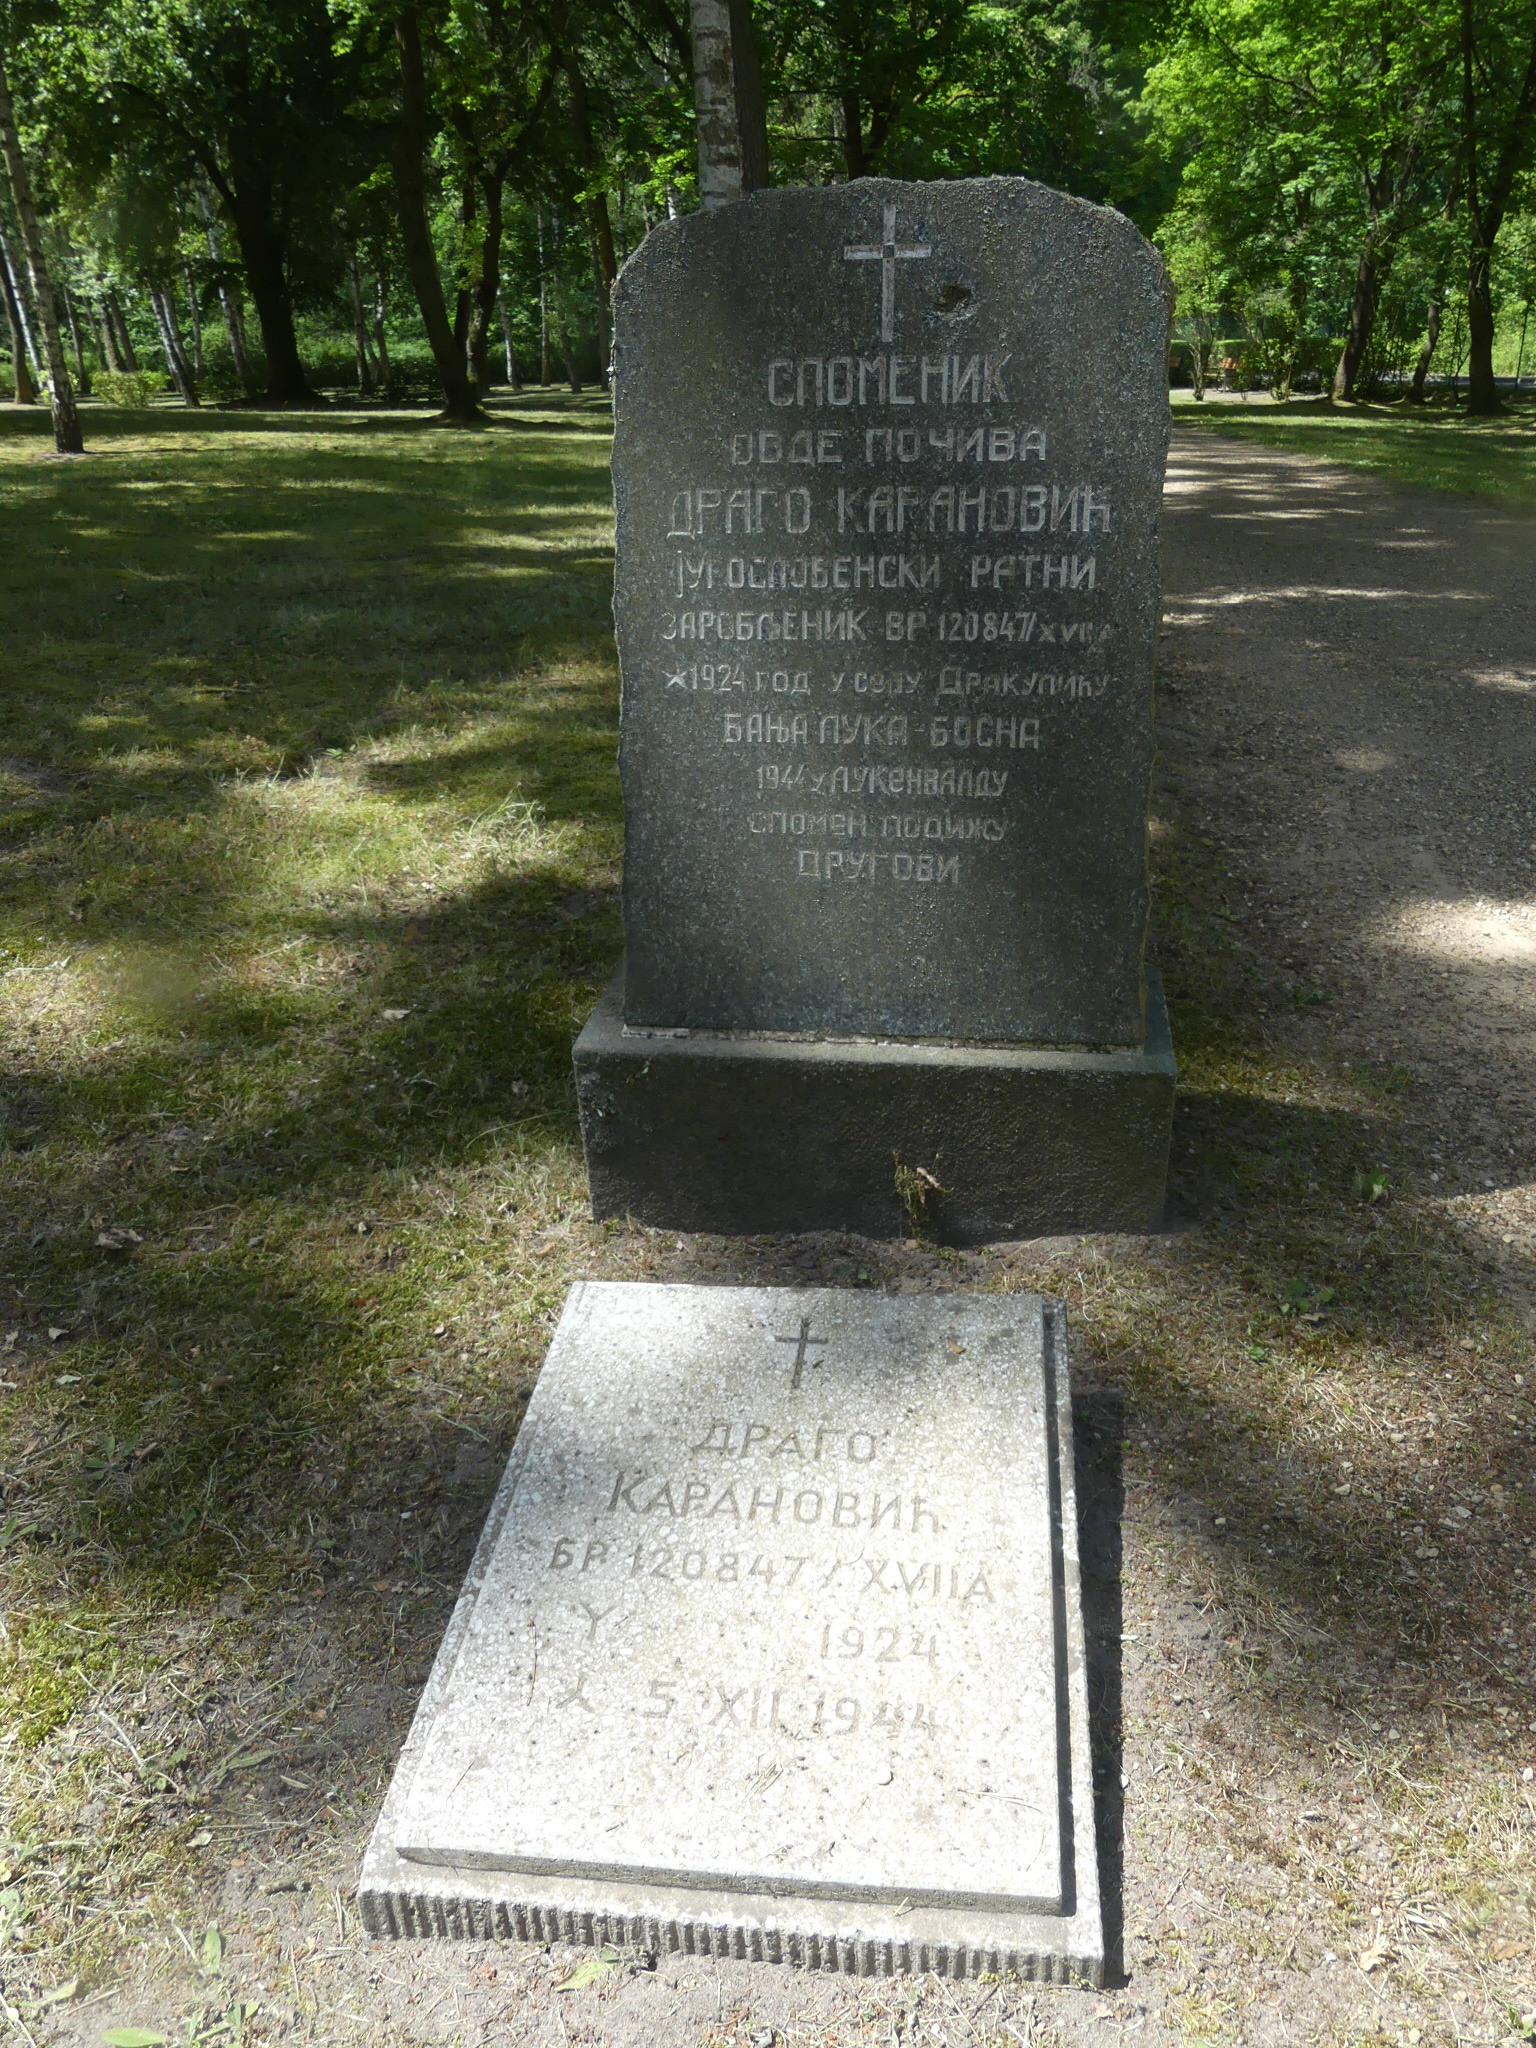 СПОМЕНИК
ОВДЕ ПОЧИВА
ДРАГО КАРАНОВИЋ
ЈУГОСЛОБЕНСКИ РАТНИ
ЗАРОБЉЕНИК БР 120847/XVIIA
*1924 ГОД У СЕЛУ ДРАКУЛИЋУ
БАЊА ЛУКА - БОСНА
1944 У ЛУКЕНВАЛДУ
СПОМЕН ПОДИЖУ
ДРУГОВИ
ДРАГО
КАРАНОВИЋ
БР 120847/XVIIA
1924
5 XII 1944